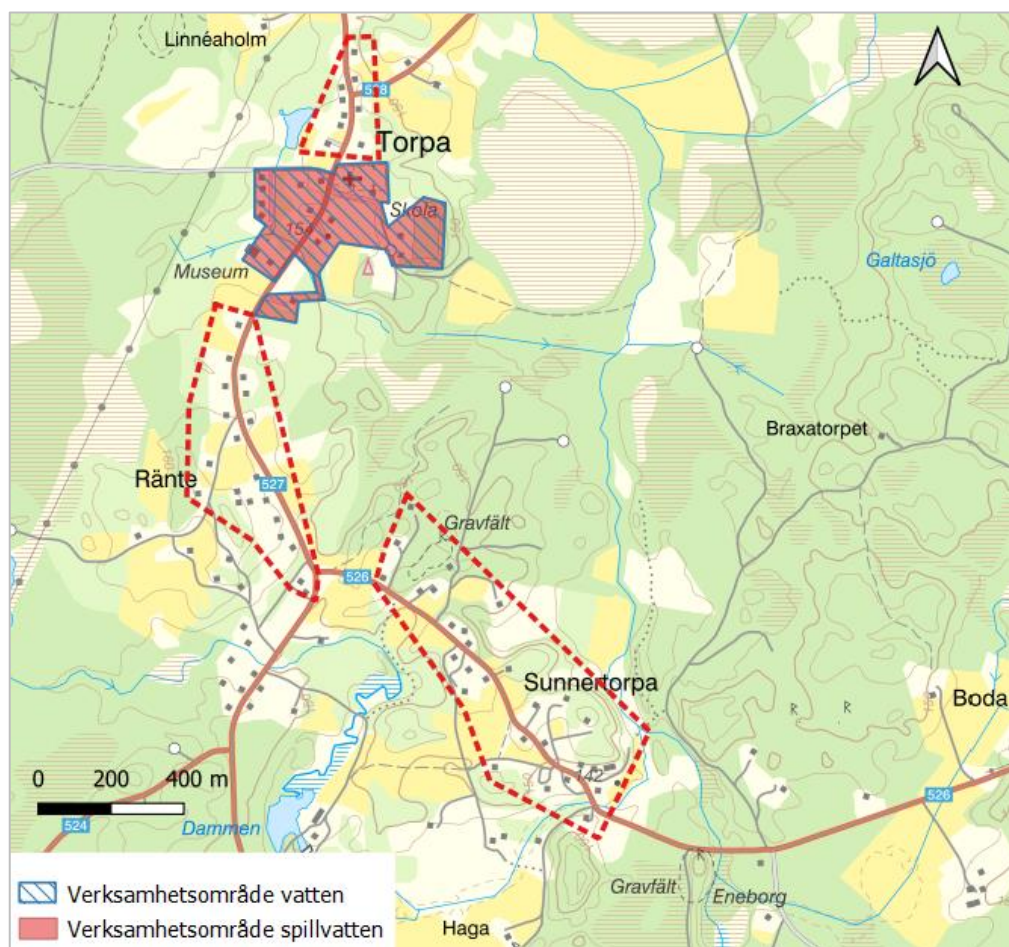 Linnéaholm
528
Torpa
Skola
154
Museum
Galtasjö
Braxatorpet
Ränte
527
Gravfält
526
Sunnertorpa
Boda
0 200 400 m
142
526
524
Dammen
Gravfält
Eneborg
Haga
R
R
R
Verksamhetsområde vatten
Verksamhetsområde spillvatten